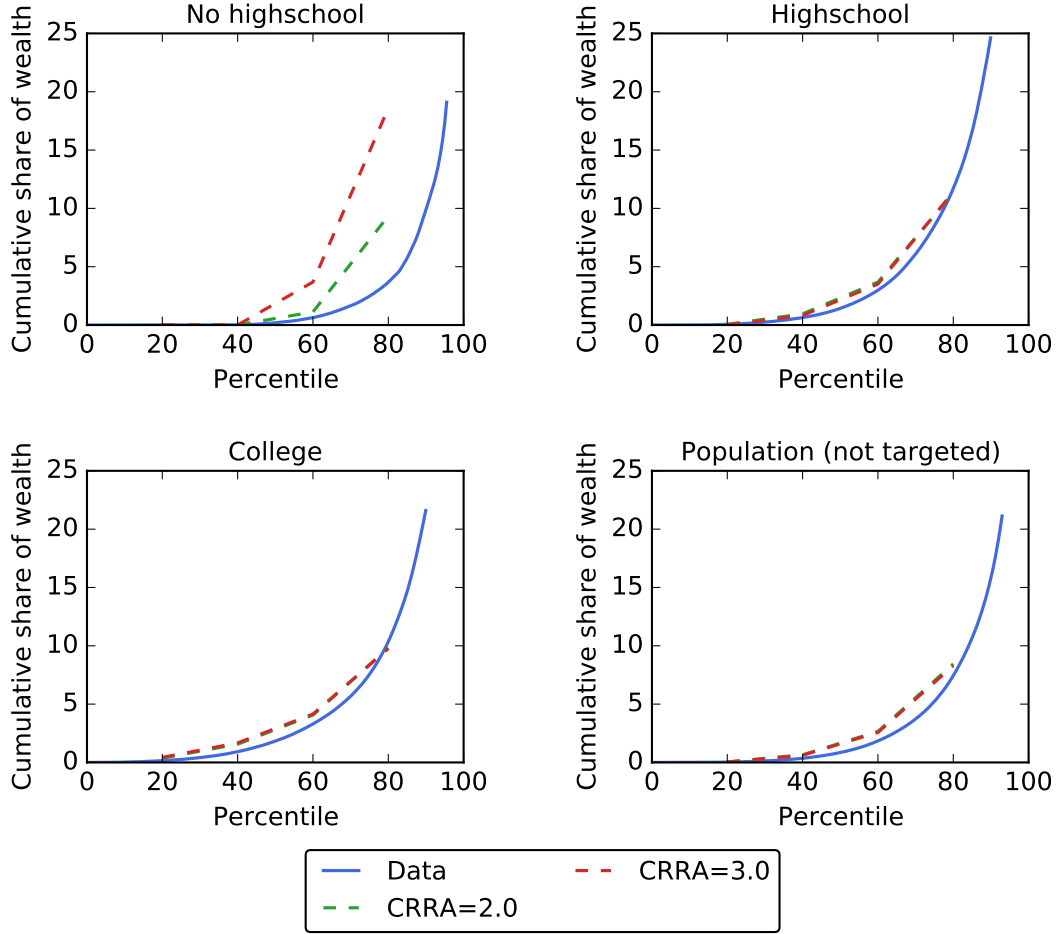 No highschool
Cumulative share of wealth
25
20
15
10
5
0
0 20 40 60 80 100
Percentile
Highschool
Cumulative share of wealth
25
20
15
10
5
0
0 20 40 60 80 100
Percentile
College
Cumulative share of wealth
25
20
15
10
5
0
0 20 40 60 80 100
Percentile
Population (not targeted)
Cumulative share of wealth
25
20
15
10
5
0
0 20 40 60 80 100
Percentile
Data
CRRA=2.0
CRRA=3.0